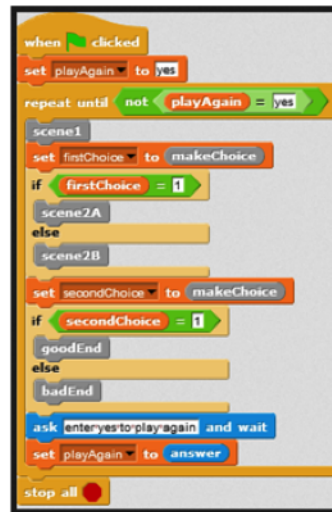 when clicked
set playAgain to yes
repeat until not playAgain = yes
scene1
set firstChoice to makeChoice
if firstChoice = 1
scene2A
else
scene2B
set secondChoice to makeChoice
if secondChoice = 1
goodEnd
else
badEnd
ask enter·yes·to·play·again and wait
set playAgain to answer
stop all